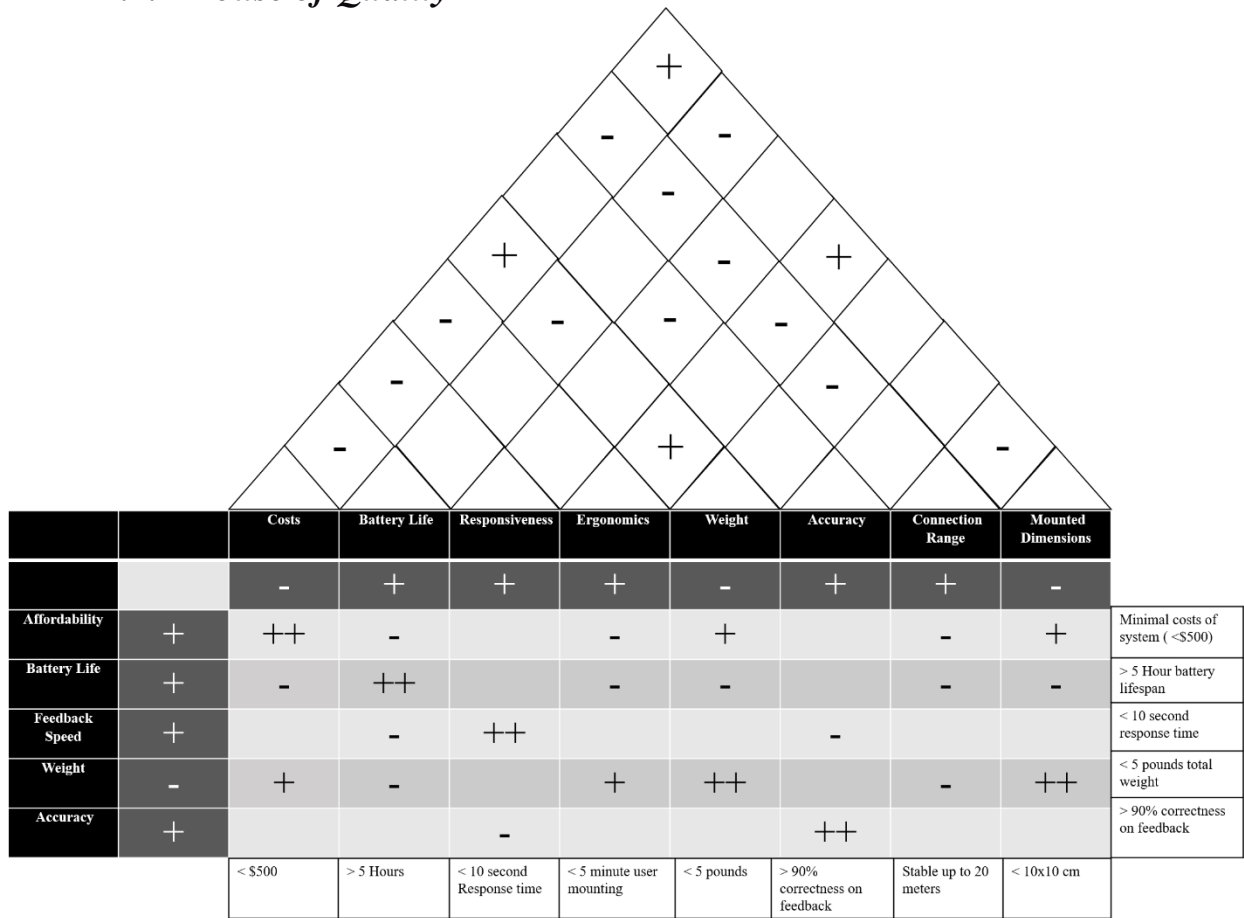 House of Quality
+
- -
-
+ - +
- - - -
- -
- + -
Costs Battery Life Responsiveness Ergonomics Weight Accuracy Connection Mounted
Range Dimensions
- + + + - + + -
Affordability + ++ - - + - +
Minimal costs of
system ( <$500)
Battery Life + - ++ - - - -
> 5 Hour battery
lifespan
Feedback
Speed + - ++ -
< 10 second
response time
Weight - + - + ++ - ++
< 5 pounds total
weight
Accuracy + - ++
> 90% correctness
on feedback
< $500 > 5 Hours < 10 second < 5 minute user < 5 pounds > 90% Stable up to 20 < 10x10 cm
Response time mounting correctness on meters
feedback